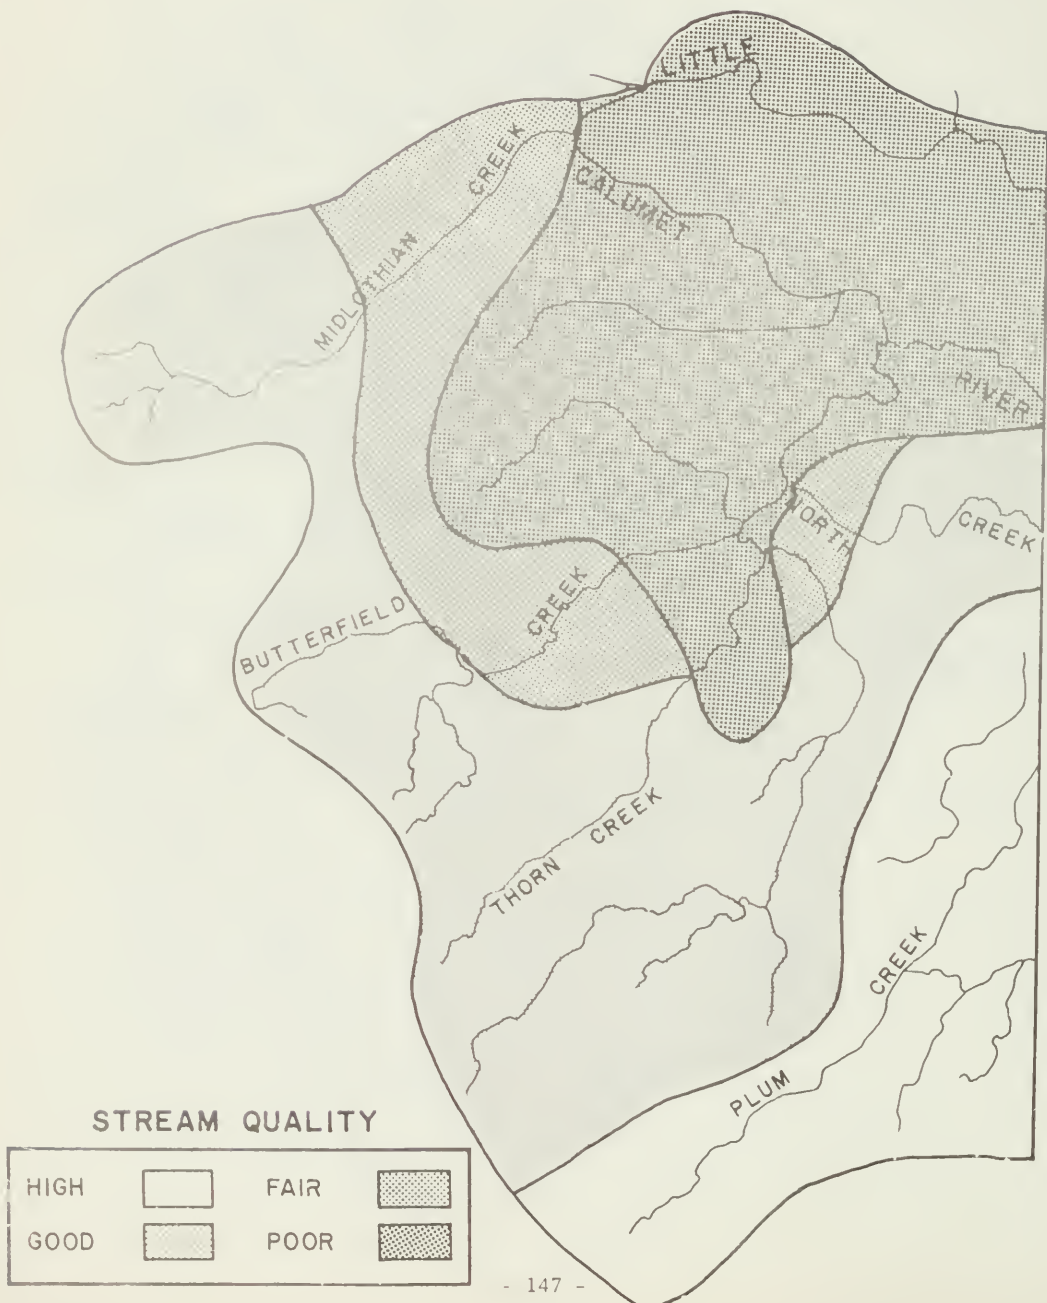 LITTLE
CALUMET
RIVER
MIDLOTHIAN CREEK
NORTH CREEK
BUTTERFIELD CREEK
THORN CREEK
PLUM CREEK
STREAM QUALITY
HIGH FAIR
GOOD POOR
- 147 -